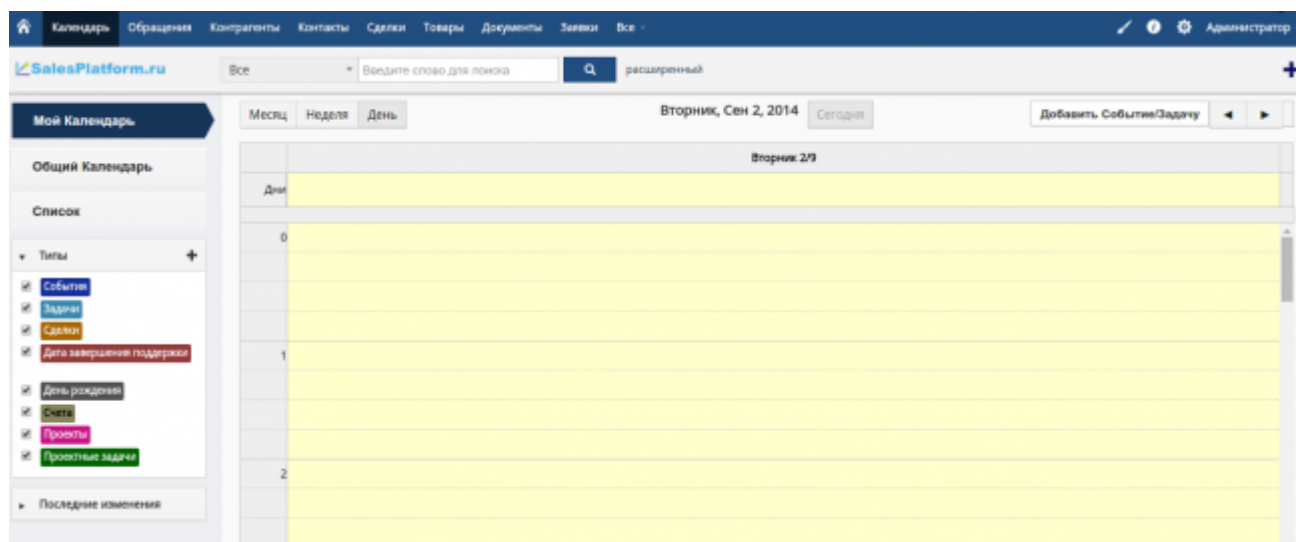 Календарь Обращения Контрагенты Контакты Сделки Товары Документы Заявки Все Администратор
SalesPlatform.ru Все Введите слово для поиска расширенный
Мой Календарь Месяц Неделя День Вторник, Сен 2, 2014 Сегодня Добавить Событие/Задачу
Вторник 2/9
Общий Календарь
Дни
Список
0
Типы
События
Задачи
Сделки
Дата завершения поддержки
1
День рождения
Счета
Проекты
Проектные задачи
2
Последние изменения